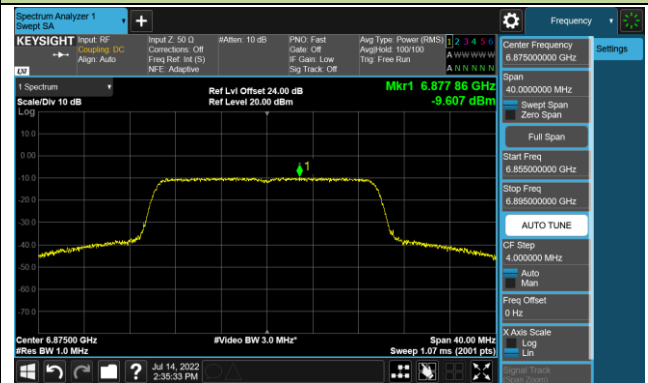 Spectrum Analyzer 1
Swept SA
Frequency
KEYSIGHT
Input: RF
Coupling: DC
Align: Auto
Input Z: 50 Ω
Corrections: Off
Freq Ref: Int (S)
NFE: Adaptive
#Atten: 10 dB
PNO: Fast
Gate: Off
IF Gain: Low
Sig Track: Off
Avg Type: Power (RMS)
Avg|Hold: 100/100
Trig: Free Run
1 2 3 4 5 6
A W W W W W
A N N N N N
LXI
1 Spectrum
Scale/Div 10 dB
Log
Ref Lvl Offset 24.00 dB
Ref Level 20.00 dBm
Mkr1 6.877 86 GHz
-9.607 dBm
10.0
0.00
-10.0
-20.0
-30.0
-40.0
-50.0
-60.0
-70.0
1
Center 6.87500 GHz
#Res BW 1.0 MHz
#Video BW 3.0 MHz*
Span 40.00 MHz
Sweep 1.07 ms (2001 pts)
Jul 14, 2022
2:35:33 PM
Center Frequency
6.875000000 GHz
Settings
Span
40.0000000 MHz
Swept Span
Zero Span
Full Span
Start Freq
6.855000000 GHz
Stop Freq
6.895000000 GHz
AUTO TUNE
CF Step
4.000000 MHz
Auto
Man
Freq Offset
0 Hz
X Axis Scale
Log
Lin
Signal Track
(Span Zoom)